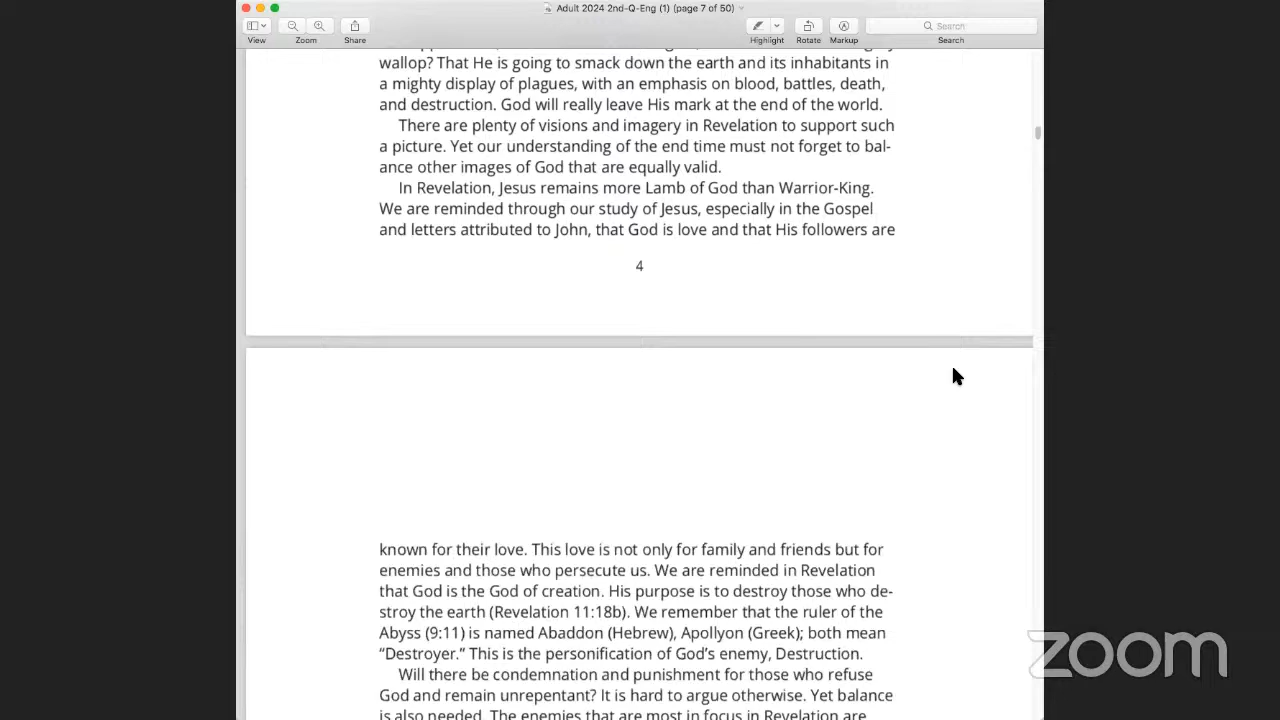 Adult 2024 2nd-Q-Eng (1) (page 7 of 50)
View
Zoom
Share
Highlight
Rotate
Markup
Search
Search
wallop? That He is going to smack down the earth and its inhabitants in
a mighty display of plagues, with an emphasis on blood, battles, death,
and destruction. God will really leave His mark at the end of the world.
There are plenty of visions and imagery in Revelation to support such
a picture. Yet our understanding of the end time must not forget to bal-
ance other images of God that are equally valid.
In Revelation, Jesus remains more Lamb of God than Warrior-King.
We are reminded through our study of Jesus, especially in the Gospel
and letters attributed to John, that God is love and that His followers are
4
known for their love. This love is not only for family and friends but for
enemies and those who persecute us. We are reminded in Revelation
that God is the God of creation. His purpose is to destroy those who de-
stroy the earth (Revelation 11:18b). We remember that the ruler of the
Abyss (9:11) is named Abaddon (Hebrew), Apollyon (Greek); both mean
“Destroyer.” This is the personification of God’s enemy, Destruction.
Will there be condemnation and punishment for those who refuse
God and remain unrepentant? It is hard to argue otherwise. Yet balance
is also needed. The enemies that are most in focus in Revelation are
zoom